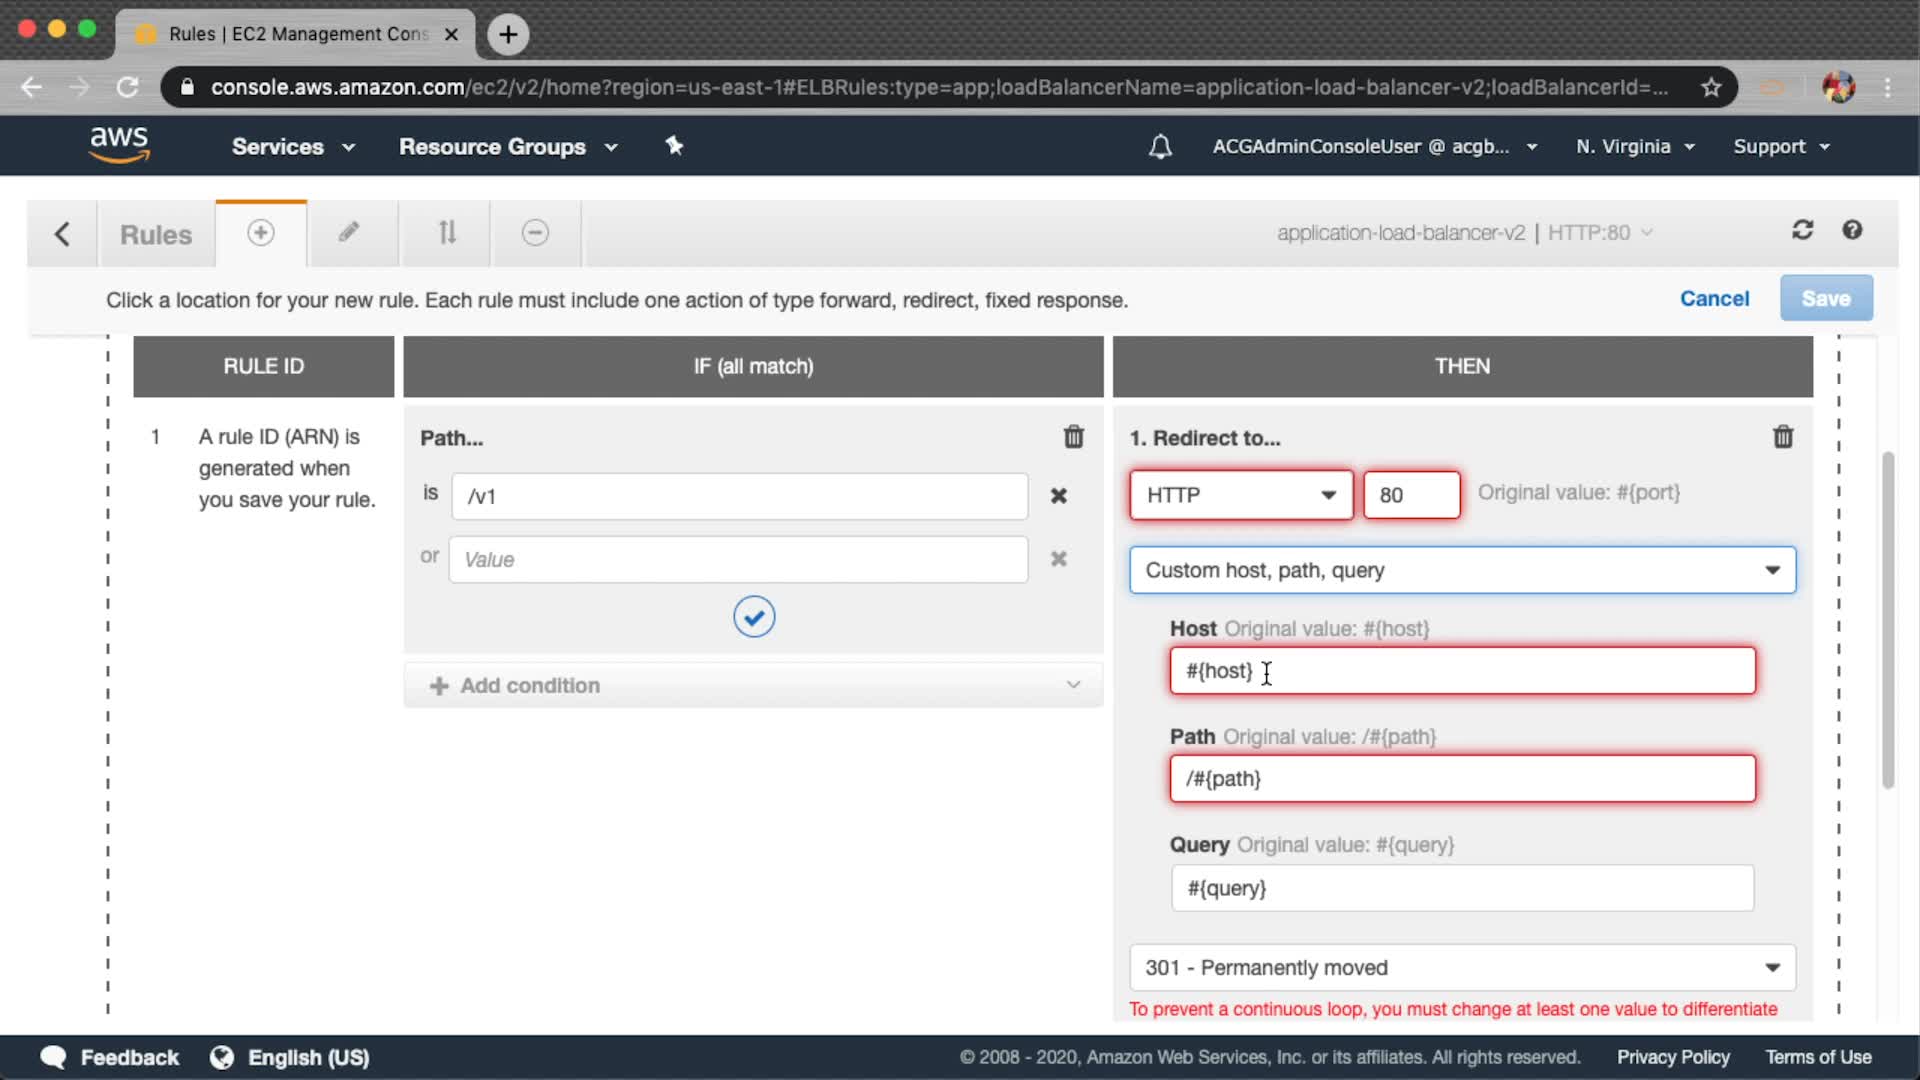 Rules | EC2 Management Cons
console.aws.amazon.com/ec2/v2/home?region=us-east-1#ELBRules:type=app;loadBalancerName=application-load-balancer-v2;loadBalancerId=...
aws
Services
Resource Groups
ACGAdminConsoleUser @ acgb...
N. Virginia
Support
Rules
application-load-balancer-v2 | HTTP:80
Click a location for your new rule. Each rule must include one action of type forward, redirect, fixed response.
Cancel
Save
RULE ID
IF (all match)
THEN
1
A rule ID (ARN) is
generated when
you save your rule.
Path...
is
/v1
or
Value
Add condition
1. Redirect to...
HTTP
80
Original value: #{port}
Custom host, path, query
Host Original value: #{host}
#{host}
Path Original value: /#{path}
/#{path}
Query Original value: #{query}
#{query}
301 - Permanently moved
To prevent a continuous loop, you must change at least one value to differentiate
Feedback
English (US)
© 2008 - 2020, Amazon Web Services, Inc. or its affiliates. All rights reserved.
Privacy Policy
Terms of Use